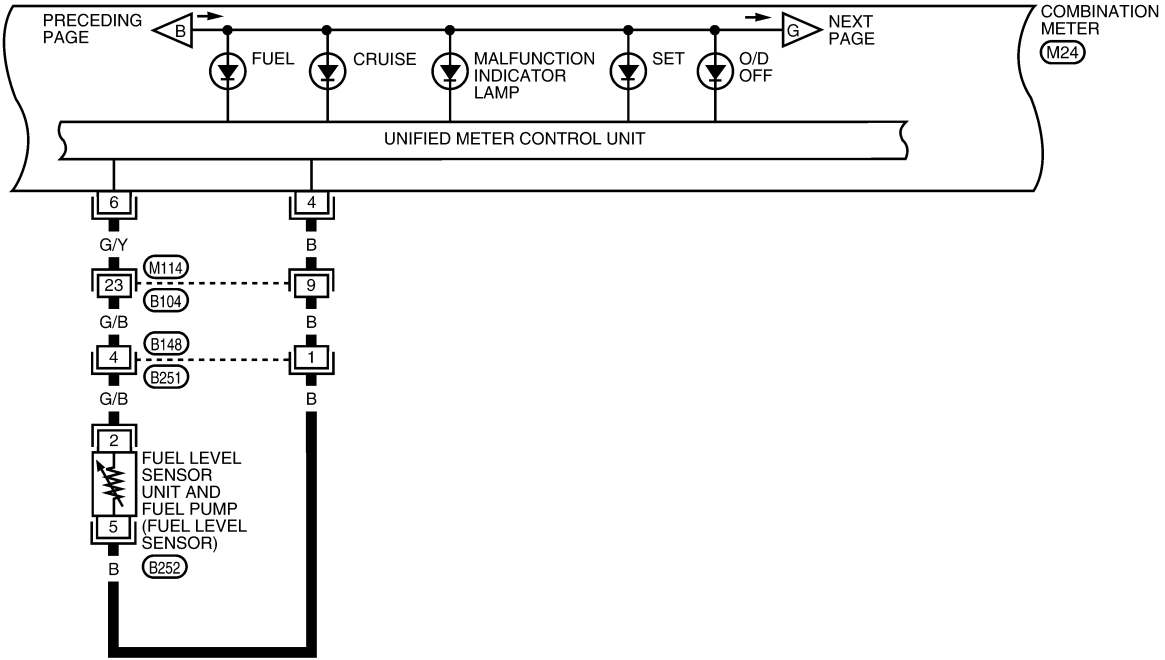 PRECEDING
PAGE
B
G
NEXT
PAGE
COMBINATION
METER
M24
FUEL
CRUISE
MALFUNCTION
INDICATOR
LAMP
SET
O/D
OFF
UNIFIED METER CONTROL UNIT
6
4
G/Y
B
23
M114
B104
9
G/B
B
4
B148
B251
1
G/B
B
2
FUEL LEVEL
SENSOR
UNIT AND
FUEL PUMP
(FUEL LEVEL
SENSOR)
5
B
B252